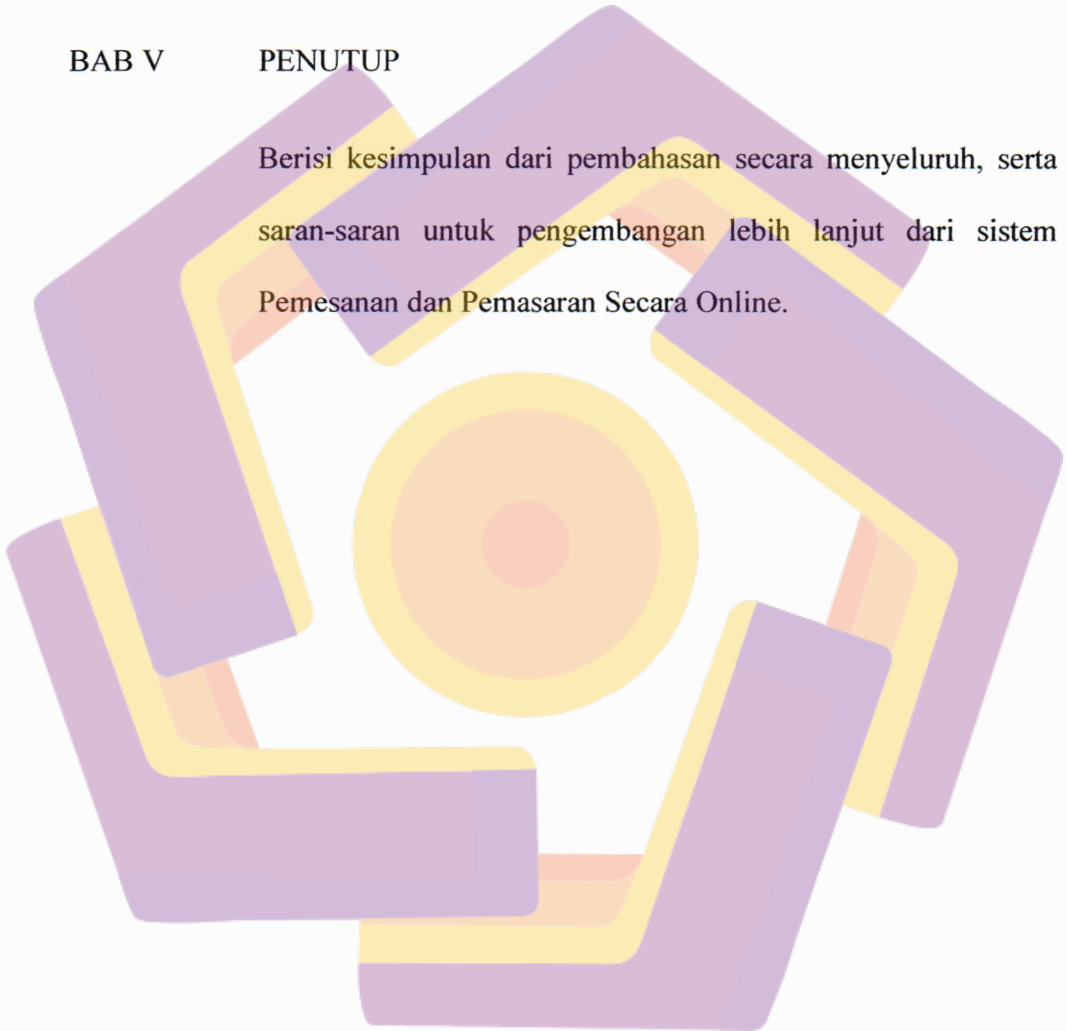 BAB V PENUTUP
Berisi kesimpulan dari pembahasan secara menyeluruh, serta
saran-saran untuk pengembangan lebih lanjut dari sistem
Pemesanan dan Pemasaran Secara Online.